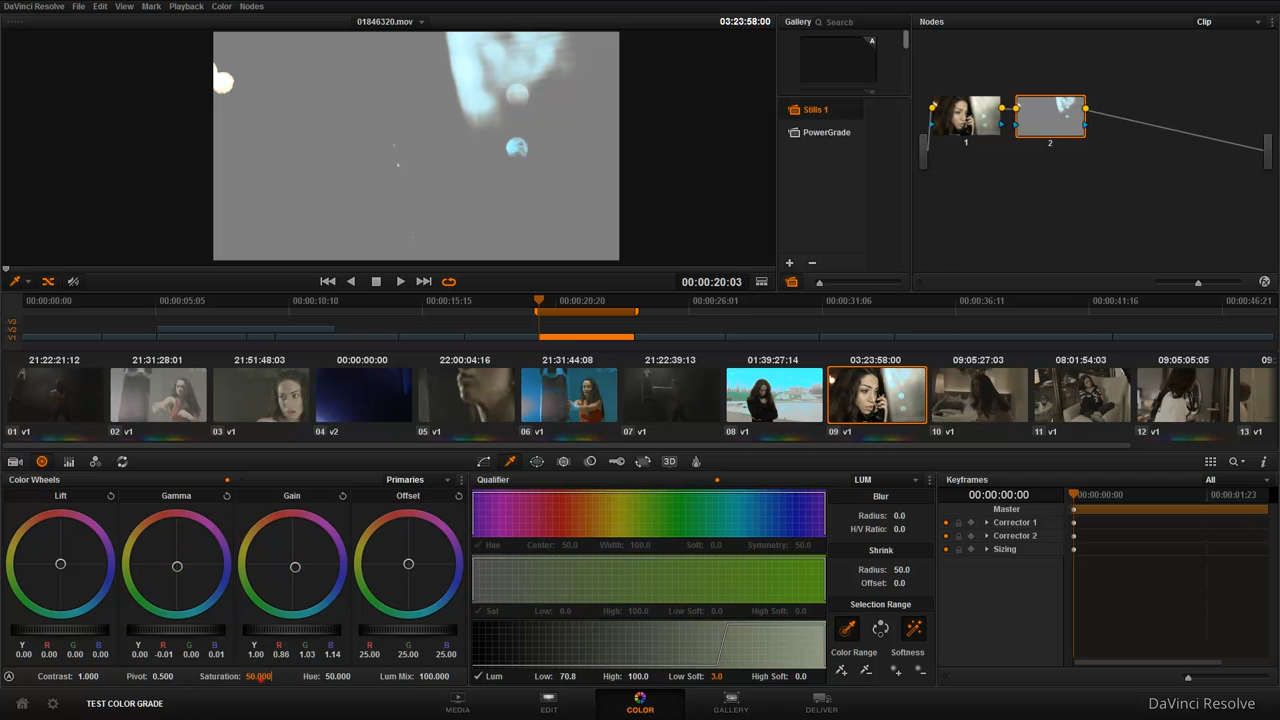 DaVinci Resolve File Edit View Mark Playback Color Nodes
01846320.mov 03:23:58:00 Gallery Search Nodes Clip
A
Stills 1
PowerGrade
1 2
00:00:20:03
00:00:00:00 00:00:05:05 00:00:10:10 00:00:15:15 00:00:20:20 00:00:26:01 00:00:31:06 00:00:36:11 00:00:41:16 00:00:46:21
V3
V2
V1
21:22:21:12 21:31:28:01 21:51:48:03 00:00:00:00 22:00:04:16 21:31:44:08 21:22:39:13 01:39:27:14 03:23:58:00 09:05:27:03 08:01:54:03 09:05:05:05 09:
01 v1 02 v1 03 v1 04 v2 05 v1 06 v1 07 v1 08 v1 09 v1 10 v1 11 v1 12 v1 13 v1
3D
Color Wheels Primaries Qualifier LUM Keyframes All
Lift Gamma Gain Offset Blur 00:00:00:00 00:00:00:00 00:00:01:23
Master
Radius: 0.0
H/V Ratio: 0.0
Corrector 1
Corrector 2
Sizing
Hue Center: 50.0 Width: 100.0 Soft: 0.0 Symmetry: 50.0
Shrink
Radius: 50.0
Offset: 0.0
Sat Low: 0.0 High: 100.0 Low Soft: 0.0 High Soft: 0.0
Selection Range
Y R G B Y R G B Y R G B R G B
0.00 0.00 0.00 0.00 0.00 -0.01 0.00 0.01 1.00 0.86 1.03 1.14 25.00 25.00 25.00
Color Range Softness
Contrast: 1.000 Pivot: 0.500 Saturation: 50.000 Hue: 50.000 Lum Mix: 100.000 Lum Low: 70.8 High: 100.0 Low Soft: 3.0 High Soft: 0.0
TEST COLOR GRADE MEDIA EDIT COLOR GALLERY DELIVER DaVinci Resolve